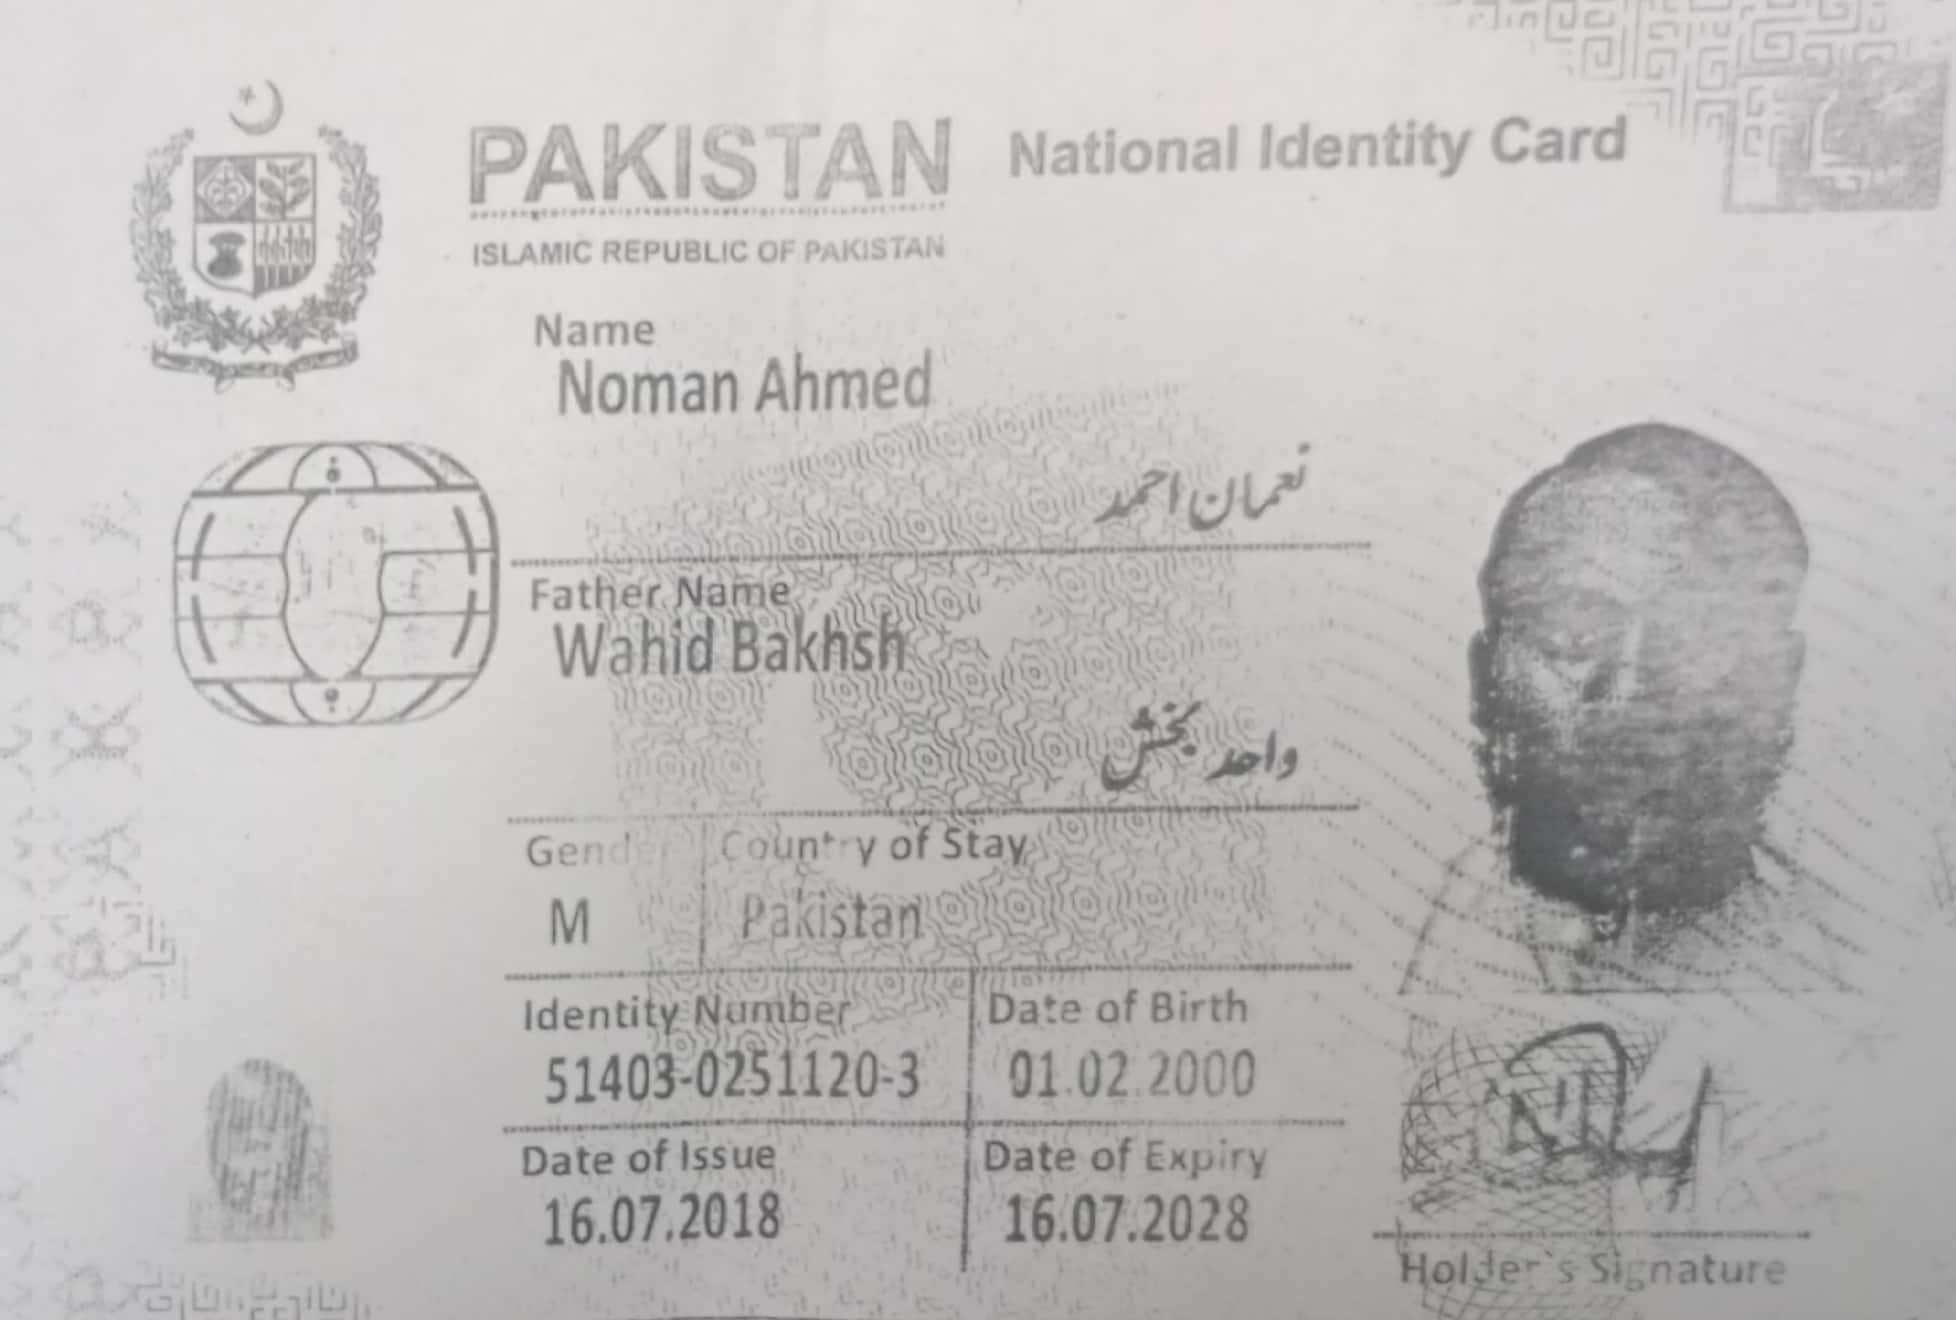 PAKISTAN National Identity Card
ISLAMIC REPUBLIC OF PAKISTAN
Name
Noman Ahmed
نعمان احمد
Father Name
Wahid Bakhsh
واحد بخش
Gender Country of Stay
M Pakistan
Identity Number Date of Birth
51403-0251120-3 01.02.2000
Date of Issue Date of Expiry
16.07.2018 16.07.2028
Holder`s Signature